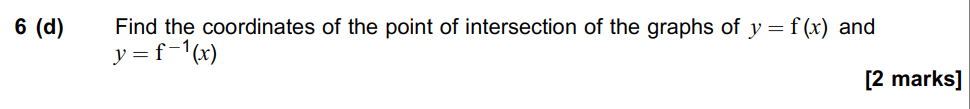 6 (d) Find the coordinates of the point of intersection of the graphs of y = f(x) and
y = f⁻¹(x)
[2 marks]